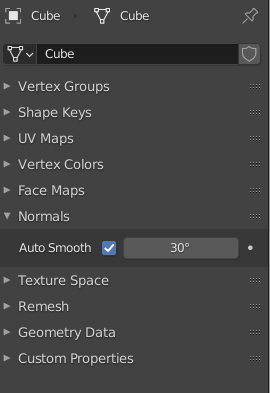 Cube Cube
Cube
Vertex Groups
Shape Keys
UV Maps
Vertex Colors
Face Maps
Normals
Auto Smooth 30°
Texture Space
Remesh
Geometry Data
Custom Properties